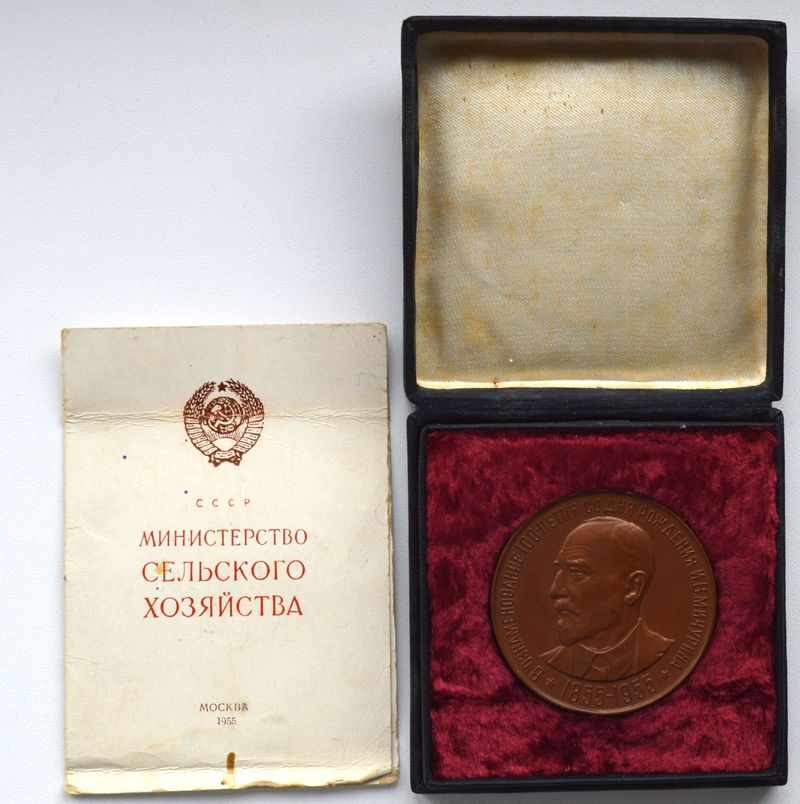 СССР
МИНИСТЕРСТВО
СЕЛЬСКОГО
ХОЗЯЙСТВА
МОСКВА
1955
В ОЗНАМЕНОВАНИЕ 100-ЛЕТИЯ СО ДНЯ РОЖДЕНИЯ И.В.МИЧУРИНА
1855-1955